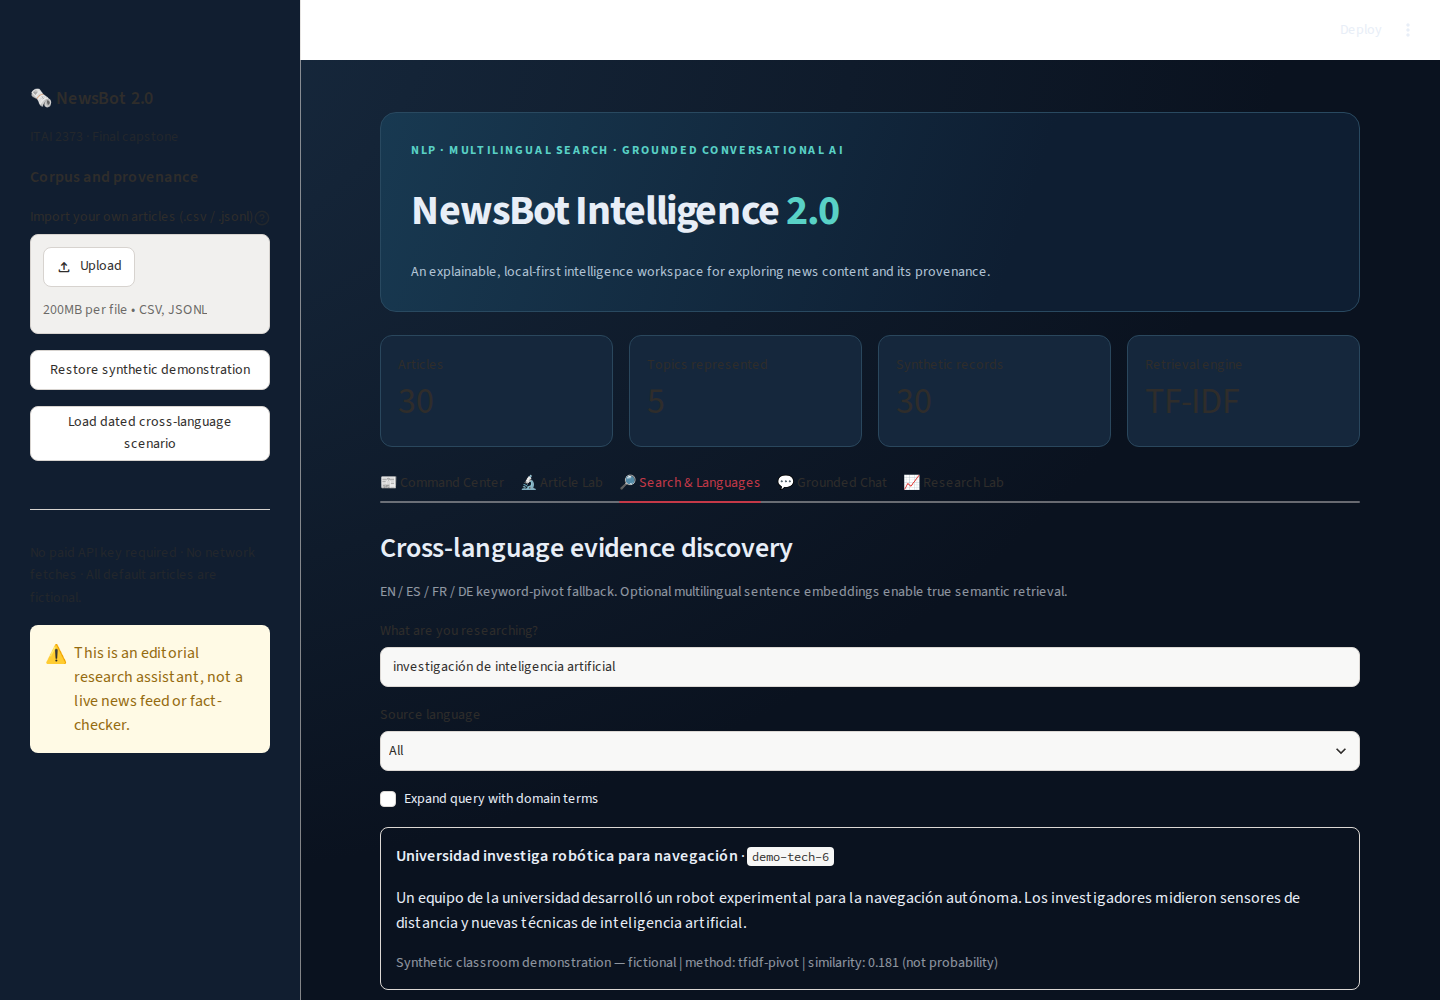 Deploy
🗞️ NewsBot 2.0
ITAI 2373 · Final capstone
Corpus and provenance
Import your own articles (.csv / .jsonl)
Upload
200MB per file • CSV, JSONL
Restore synthetic demonstration
Load dated cross-language
scenario
No paid API key required · No network
fetches · All default articles are
fictional
⚠️ This is an editorial
research assistant, not a
live news feed or fact-
checker.
NLP · MULTILINGUAL SEARCH · GROUNDED CONVERSATIONAL AI
NewsBot Intelligence 2.0
An explainable, local-first intelligence workspace for exploring news content and its provenance.
Articles
30
Topics represented
5
Synthetic records
30
Retrieval engine
TF-IDF
📰 Command Center 🔬 Article Lab 🔎 Search & Languages 💬 Grounded Chat 📈 Research Lab
Cross-language evidence discovery
EN / ES / FR / DE keyword-pivot fallback. Optional multilingual sentence embeddings enable true semantic retrieval.
What are you researching?
investigación de inteligencia artificial
Source language
All
Expand query with domain terms
Universidad investiga robótica para navegación · demo-tech-6
Un equipo de la universidad desarrolló un robot experimental para la navegación autónoma. Los investigadores midieron sensores de
distancia y nuevas técnicas de inteligencia artificial.
Synthetic classroom demonstration — fictional | method: tfidf-pivot | similarity: 0.181 (not probability)